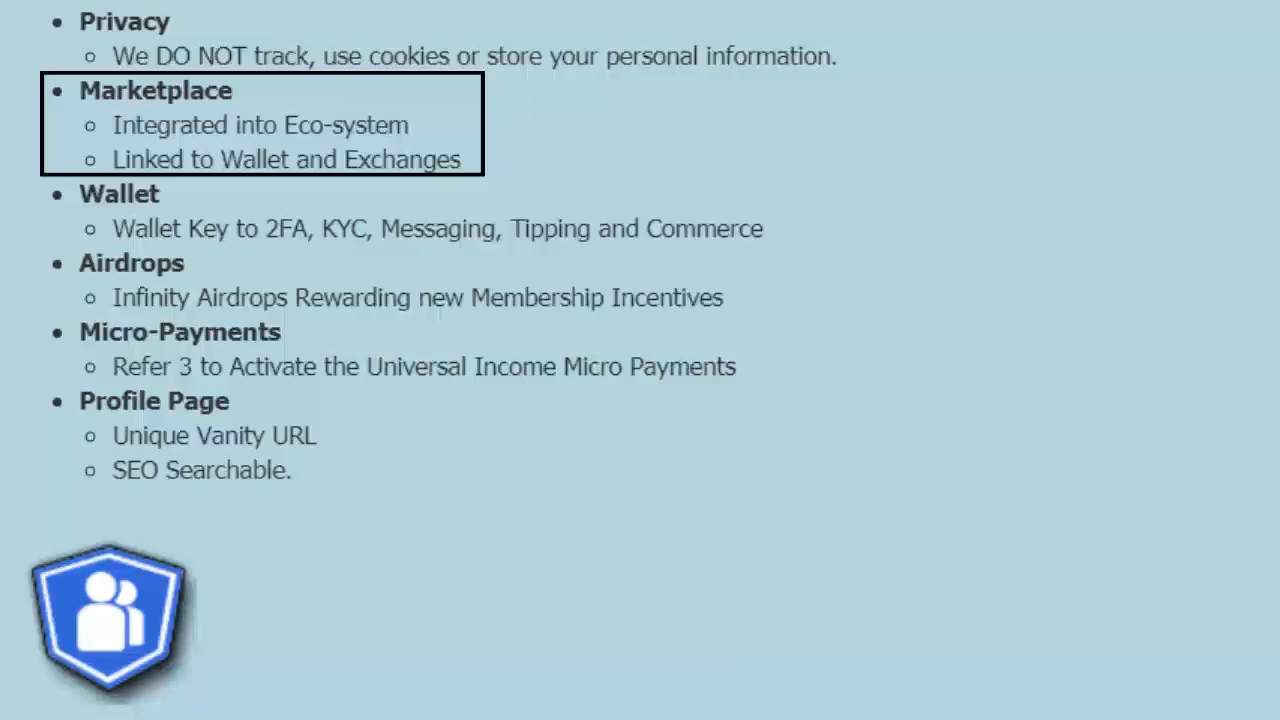 Privacy
We DO NOT track, use cookies or store your personal information.
Marketplace
Integrated into Eco-system
Linked to Wallet and Exchanges
Wallet
Wallet Key to 2FA, KYC, Messaging, Tipping and Commerce
Airdrops
Infinity Airdrops Rewarding new Membership Incentives
Micro-Payments
Refer 3 to Activate the Universal Income Micro Payments
Profile Page
Unique Vanity URL
SEO Searchable.